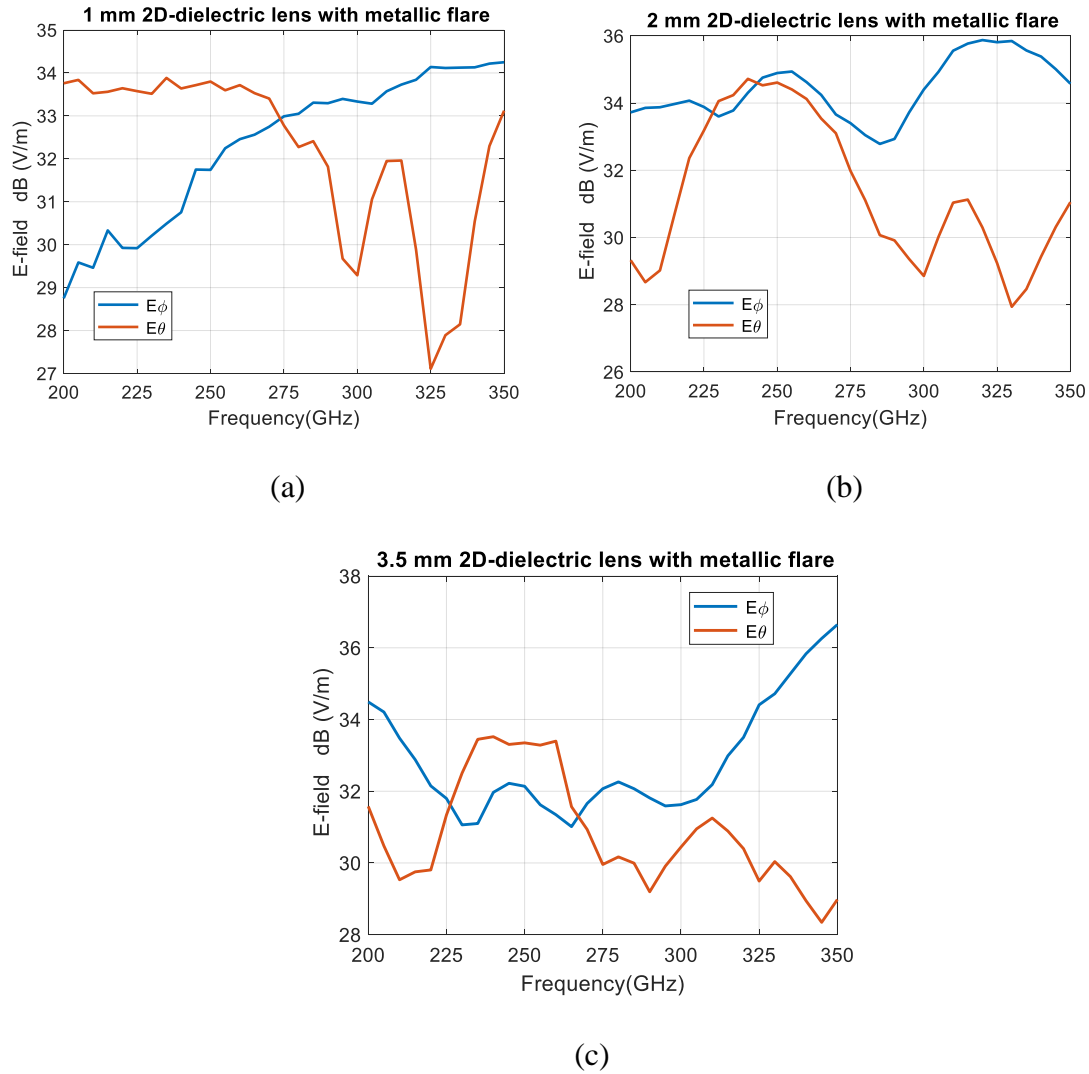 1 mm 2D-dielectric lens with metallic flare
35
34
33
32
31
30
29
28
27
E-field dB (V/m)
Eϕ
Eθ
200 225 250 275 300 325 350
Frequency(GHz)
(a)
2 mm 2D-dielectric lens with metallic flare
36
34
32
30
28
26
E-field dB (V/m)
Eϕ
Eθ
200 225 250 275 300 325 350
Frequency(GHz)
(b)
3.5 mm 2D-dielectric lens with metallic flare
38
36
34
32
30
28
E-field dB (V/m)
Eϕ
Eθ
200 225 250 275 300 325 350
Frequency(GHz)
(c)